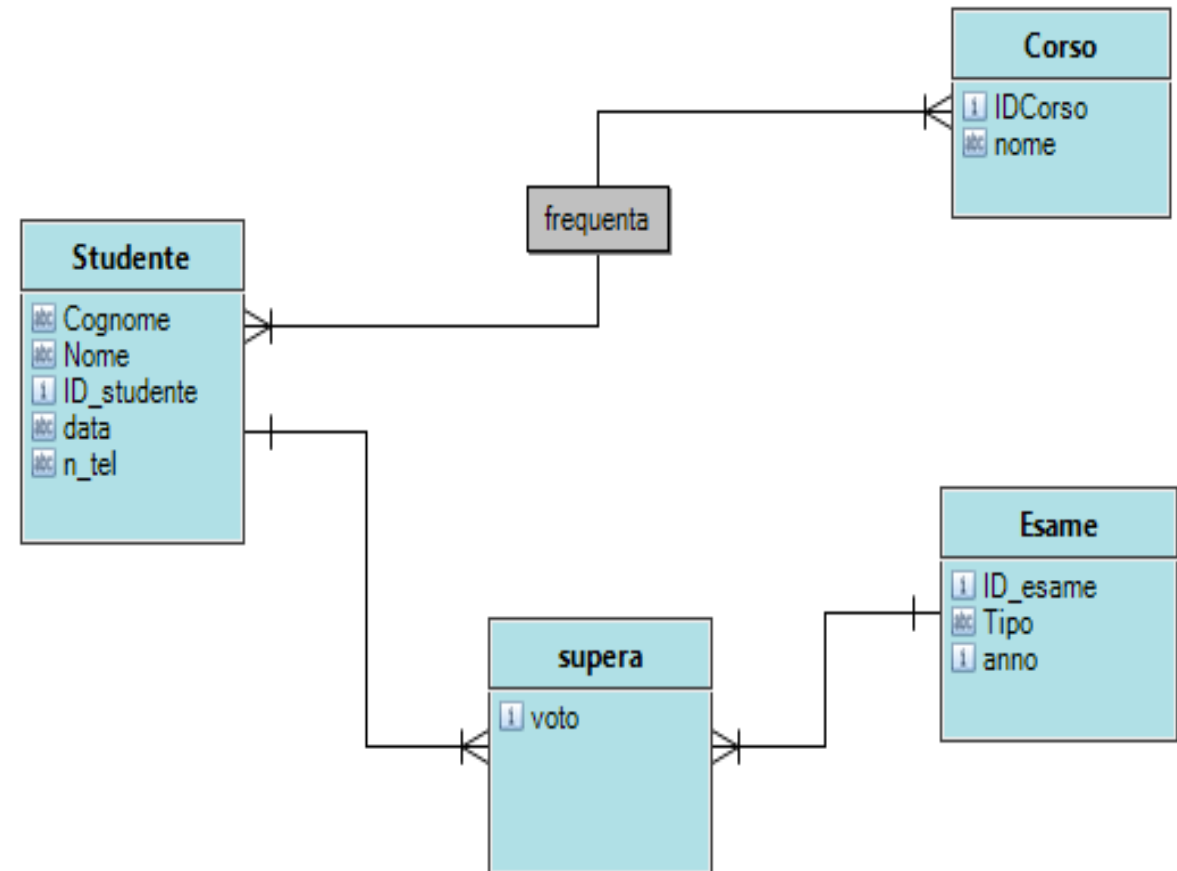 Corso
IDCorso
nome
frequenta
Studente
Cognome
Nome
ID_studente
data
n_tel
Esame
ID_esame
Tipo
anno
supera
voto